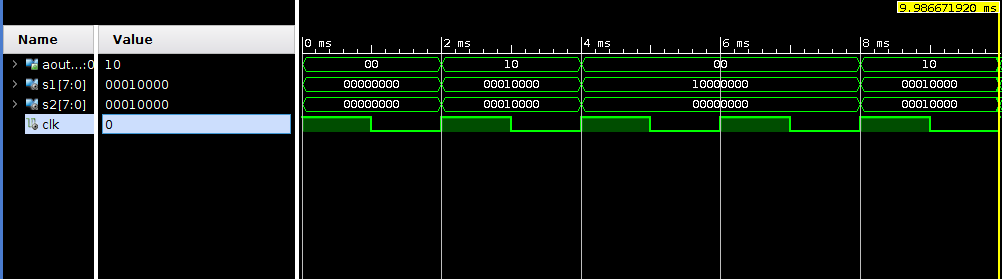 9.986671920 ms
Name Value
0 ms 2 ms 4 ms 6 ms 8 ms
aout...:0 10 00 10 00 10
s1[7:0] 00010000 00000000 00010000 10000000 00010000
s2[7:0] 00010000 00000000 00010000 00000000 00010000
clk 0